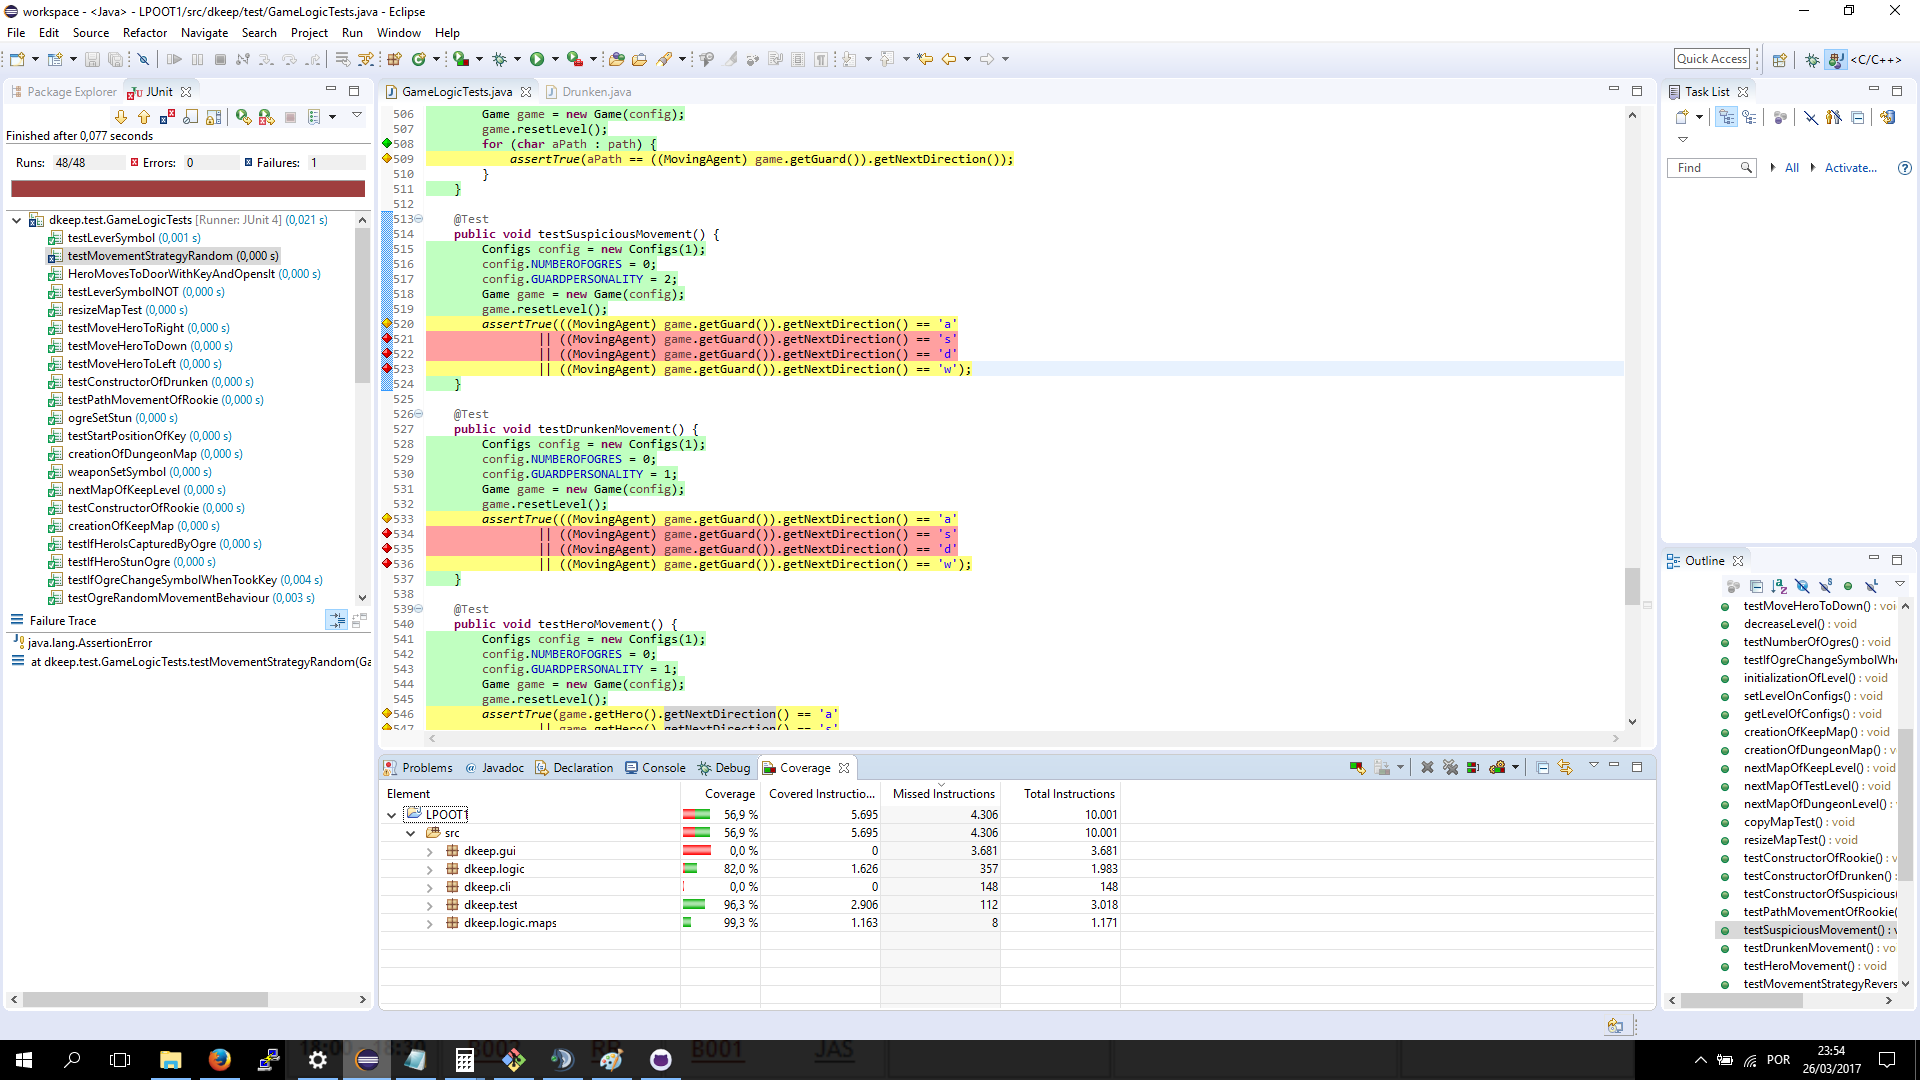 workspace - <Java> - LPOOT1/src/dkeep/test/GameLogicTests.java - Eclipse
File Edit Source Refactor Navigate Search Project Run Window Help
Quick Access
<C/C++>
Package Explorer JUnit
Finished after 0,077 seconds
Runs: 48/48 Errors: 0 Failures: 1
dkeep.test.GameLogicTests [Runner: JUnit 4] (0,021 s)
testLeverSymbol (0,001 s)
testMovementStrategyRandom (0,000 s)
HeroMovesToDoorWithKeyAndOpensIt (0,000 s)
testLeverSymbolNOT (0,000 s)
resizeMapTest (0,000 s)
testMoveHeroToRight (0,000 s)
testMoveHeroToDown (0,000 s)
testMoveHeroToLeft (0,000 s)
testConstructorOfDrunken (0,000 s)
testPathMovementOfRookie (0,000 s)
ogreSetStun (0,000 s)
testStartPositionOfKey (0,000 s)
creationOfDungeonMap (0,000 s)
weaponSetSymbol (0,000 s)
nextMapOfKeepLevel (0,000 s)
testConstructorOfRookie (0,000 s)
creationOfKeepMap (0,000 s)
testIfHeroIsCapturedByOgre (0,000 s)
testIfHeroStunOgre (0,000 s)
testIfOgreChangeSymbolWhenTookKey (0,004 s)
testOgreRandomMovementBehaviour (0,003 s)
Failure Trace
java.lang.AssertionError
at dkeep.test.GameLogicTests.testMovementStrategyRandom(Ga
GameLogicTests.java Drunken.java
506 Game game = new Game(config);
507 game.resetLevel();
508 for (char aPath : path) {
509 assertTrue(aPath == ((MovingAgent) game.getGuard()).getNextDirection());
510 }
511 }
512
513 @Test
514 public void testSuspiciousMovement() {
515 Configs config = new Configs(1);
516 config.NUMBEROFOGRES = 0;
517 config.GUARDPERSONALITY = 2;
518 Game game = new Game(config);
519 game.resetLevel();
520 assertTrue(((MovingAgent) game.getGuard()).getNextDirection() == 'a'
521 || ((MovingAgent) game.getGuard()).getNextDirection() == 's'
522 || ((MovingAgent) game.getGuard()).getNextDirection() == 'd'
523 || ((MovingAgent) game.getGuard()).getNextDirection() == 'w');
524 }
525
526 @Test
527 public void testDrunkenMovement() {
528 Configs config = new Configs(1);
529 config.NUMBEROFOGRES = 0;
530 config.GUARDPERSONALITY = 1;
531 Game game = new Game(config);
532 game.resetLevel();
533 assertTrue(((MovingAgent) game.getGuard()).getNextDirection() == 'a'
534 || ((MovingAgent) game.getGuard()).getNextDirection() == 's'
535 || ((MovingAgent) game.getGuard()).getNextDirection() == 'd'
536 || ((MovingAgent) game.getGuard()).getNextDirection() == 'w');
537 }
538
539 @Test
540 public void testHeroMovement() {
541 Configs config = new Configs(1);
542 config.NUMBEROFOGRES = 0;
543 config.GUARDPERSONALITY = 1;
544 Game game = new Game(config);
545 game.resetLevel();
546 assertTrue(game.getHero().getNextDirection() == 'a'
547 || game.getHero().getNextDirection() == 's'
Problems Javadoc Declaration Console Debug Coverage
Element Coverage Covered Instructio... Missed Instructions Total Instructions
LPOOT1 56,9 % 5.695 4.306 10.001
src 56,9 % 5.695 4.306 10.001
dkeep.gui 0,0 % 0 3.681 3.681
dkeep.logic 82,0 % 1.626 357 1.983
dkeep.cli 0,0 % 0 148 148
dkeep.test 96,3 % 2.906 112 3.018
dkeep.logic.maps 99,3 % 1.163 8 1.171
Task List
Find All Activate...
Outline
testMoveHeroToDown() : voi
decreaseLevel() : void
testNumberOfOgres() : void
testIfOgreChangeSymbolWhe
initializationOfLevel() : void
setLevelOnConfigs() : void
getLevelOfConfigs() : void
creationOfKeepMap() : void
creationOfDungeonMap() : v
nextMapOfKeepLevel() : void
nextMapOfTestLevel() : void
nextMapOfDungeonLevel() :
copyMapTest() : void
resizeMapTest() : void
testConstructorOfRookie() : v
testConstructorOfDrunken() :
testConstructorOfSuspicious(
testPathMovementOfRookie(
testSuspiciousMovement() : v
testDrunkenMovement() : vo
testHeroMovement() : void
testMovementStrategyRevers
18:00 - 18:30 B003 RR B001 JAS
POR
23:54
26/03/2017